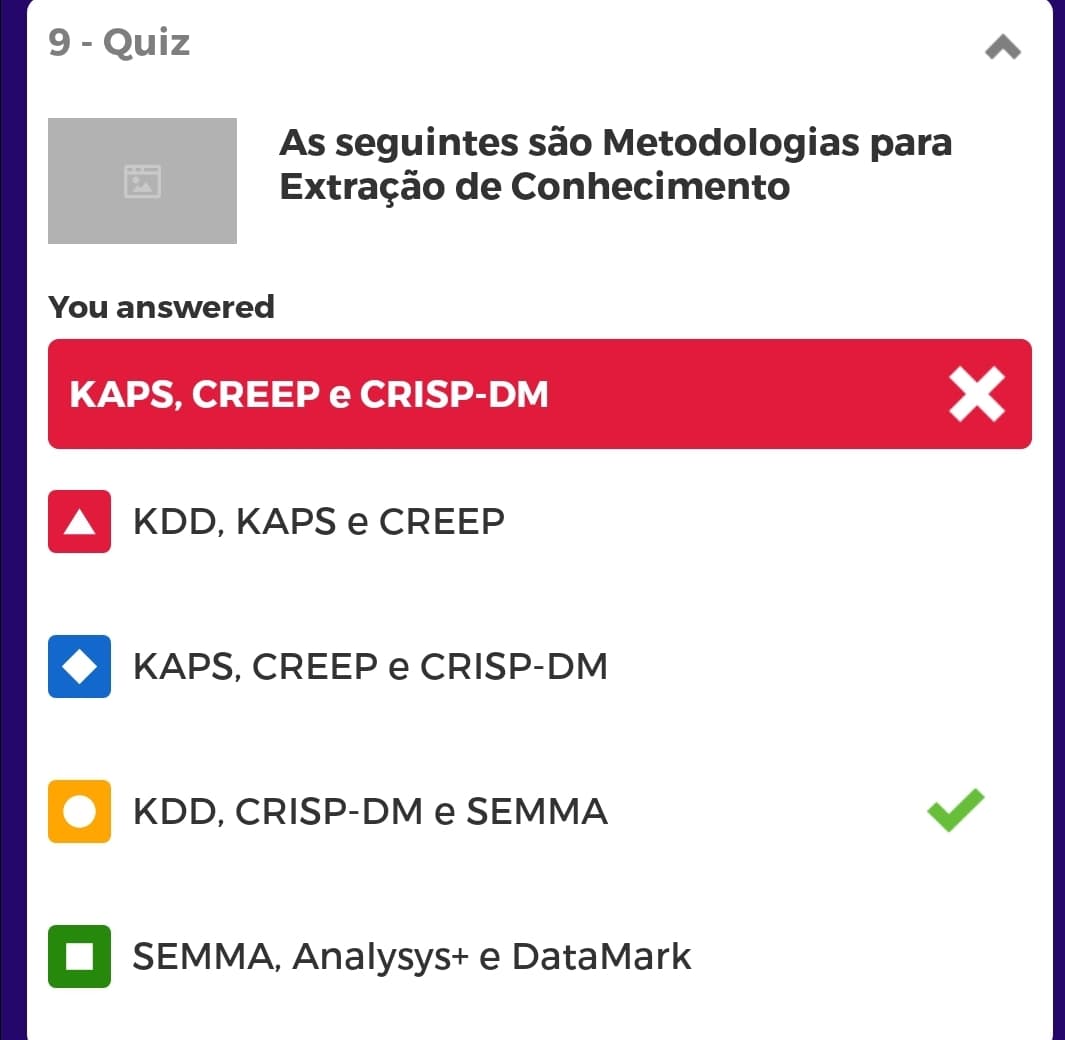 9 - Quiz
As seguintes são Metodologias para
Extração de Conhecimento
You answered
KAPS, CREEP e CRISP-DM
KDD, KAPS e CREEP
KAPS, CREEP e CRISP-DM
KDD, CRISP-DM e SEMMA
SEMMA, Analysys+ e DataMark